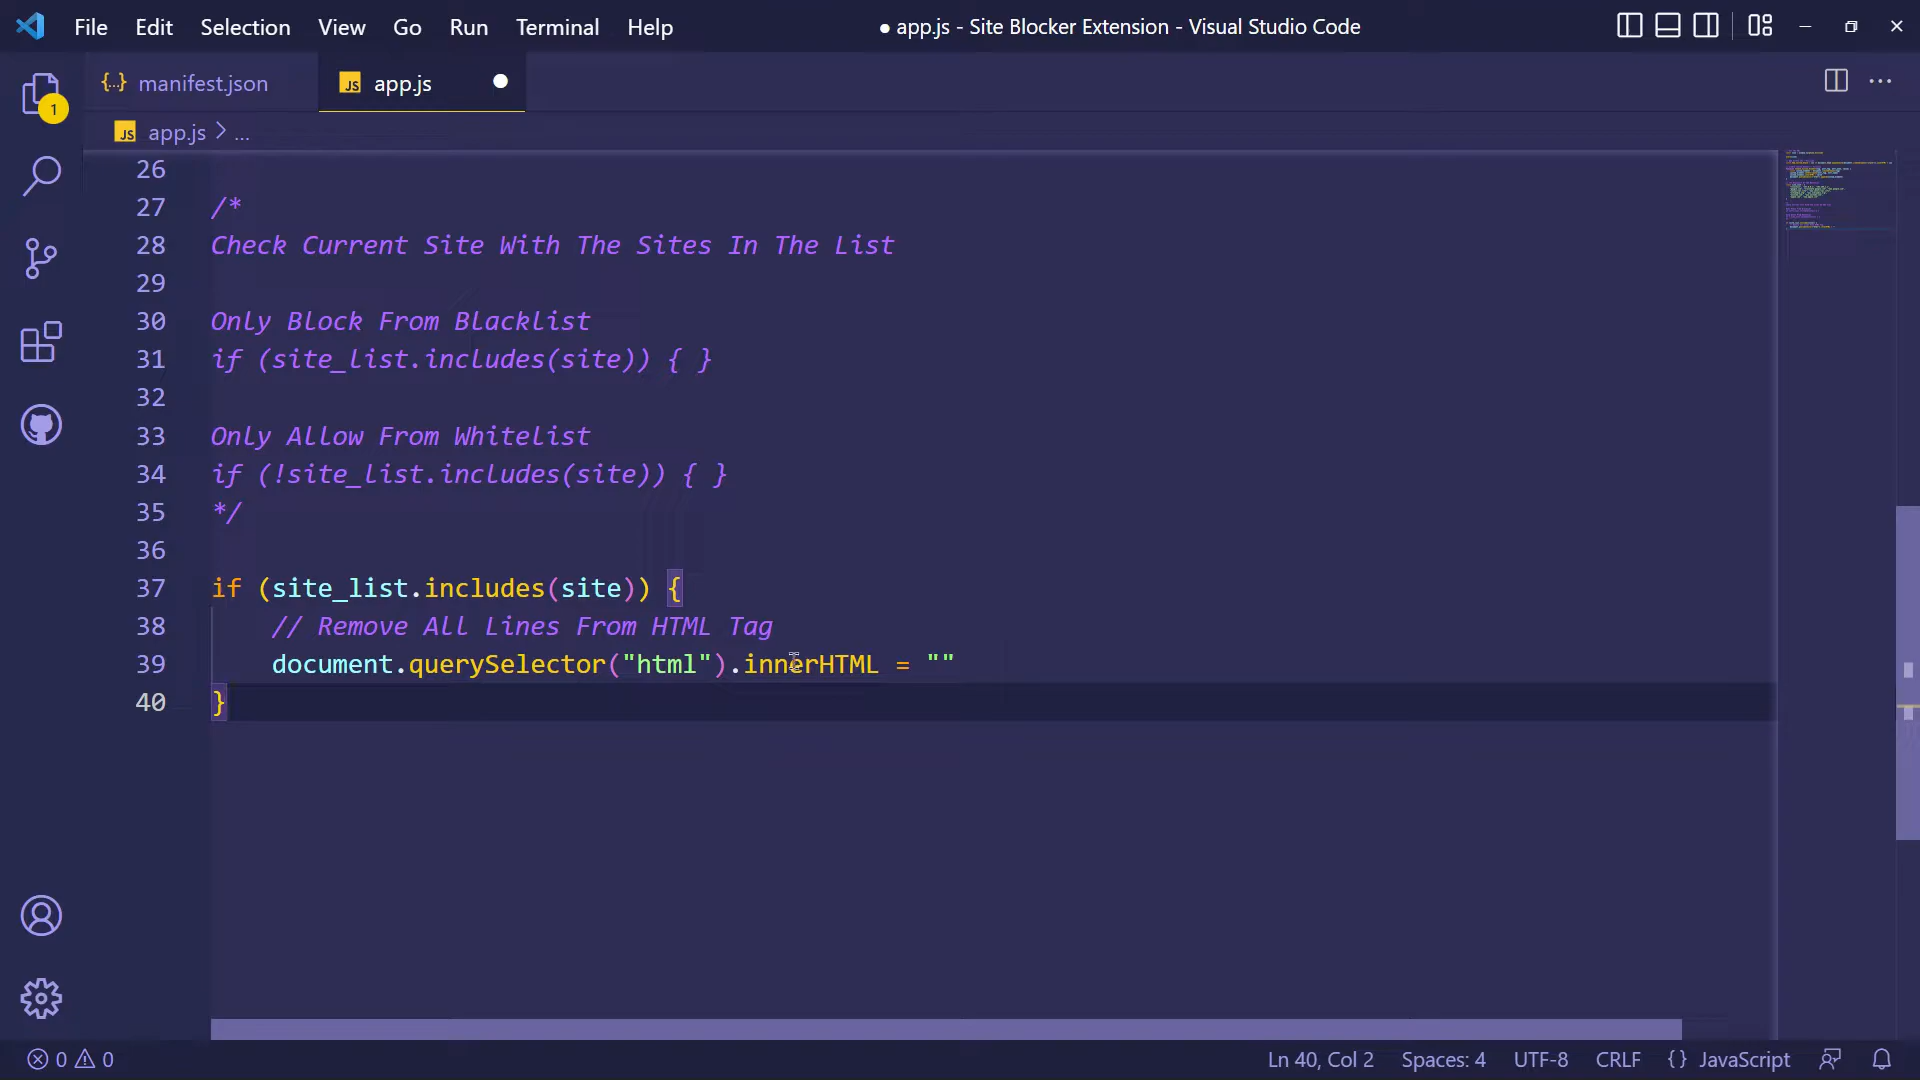 File Edit Selection View Go Run Terminal Help
● app.js - Site Blocker Extension - Visual Studio Code
{..} manifest.json
JS app.js
1
JS app.js > ...
26
27 /*
28 Check Current Site With The Sites In The List
29
30 Only Block From Blacklist
31 if (site_list.includes(site)) { }
32
33 Only Allow From Whitelist
34 if (!site_list.includes(site)) { }
35 */
36
37 if (site_list.includes(site)) {
38 // Remove All Lines From HTML Tag
39 document.querySelector("html").innerHTML = ""
40 }
0 0 Ln 40, Col 2 Spaces: 4 UTF-8 CRLF {} JavaScript